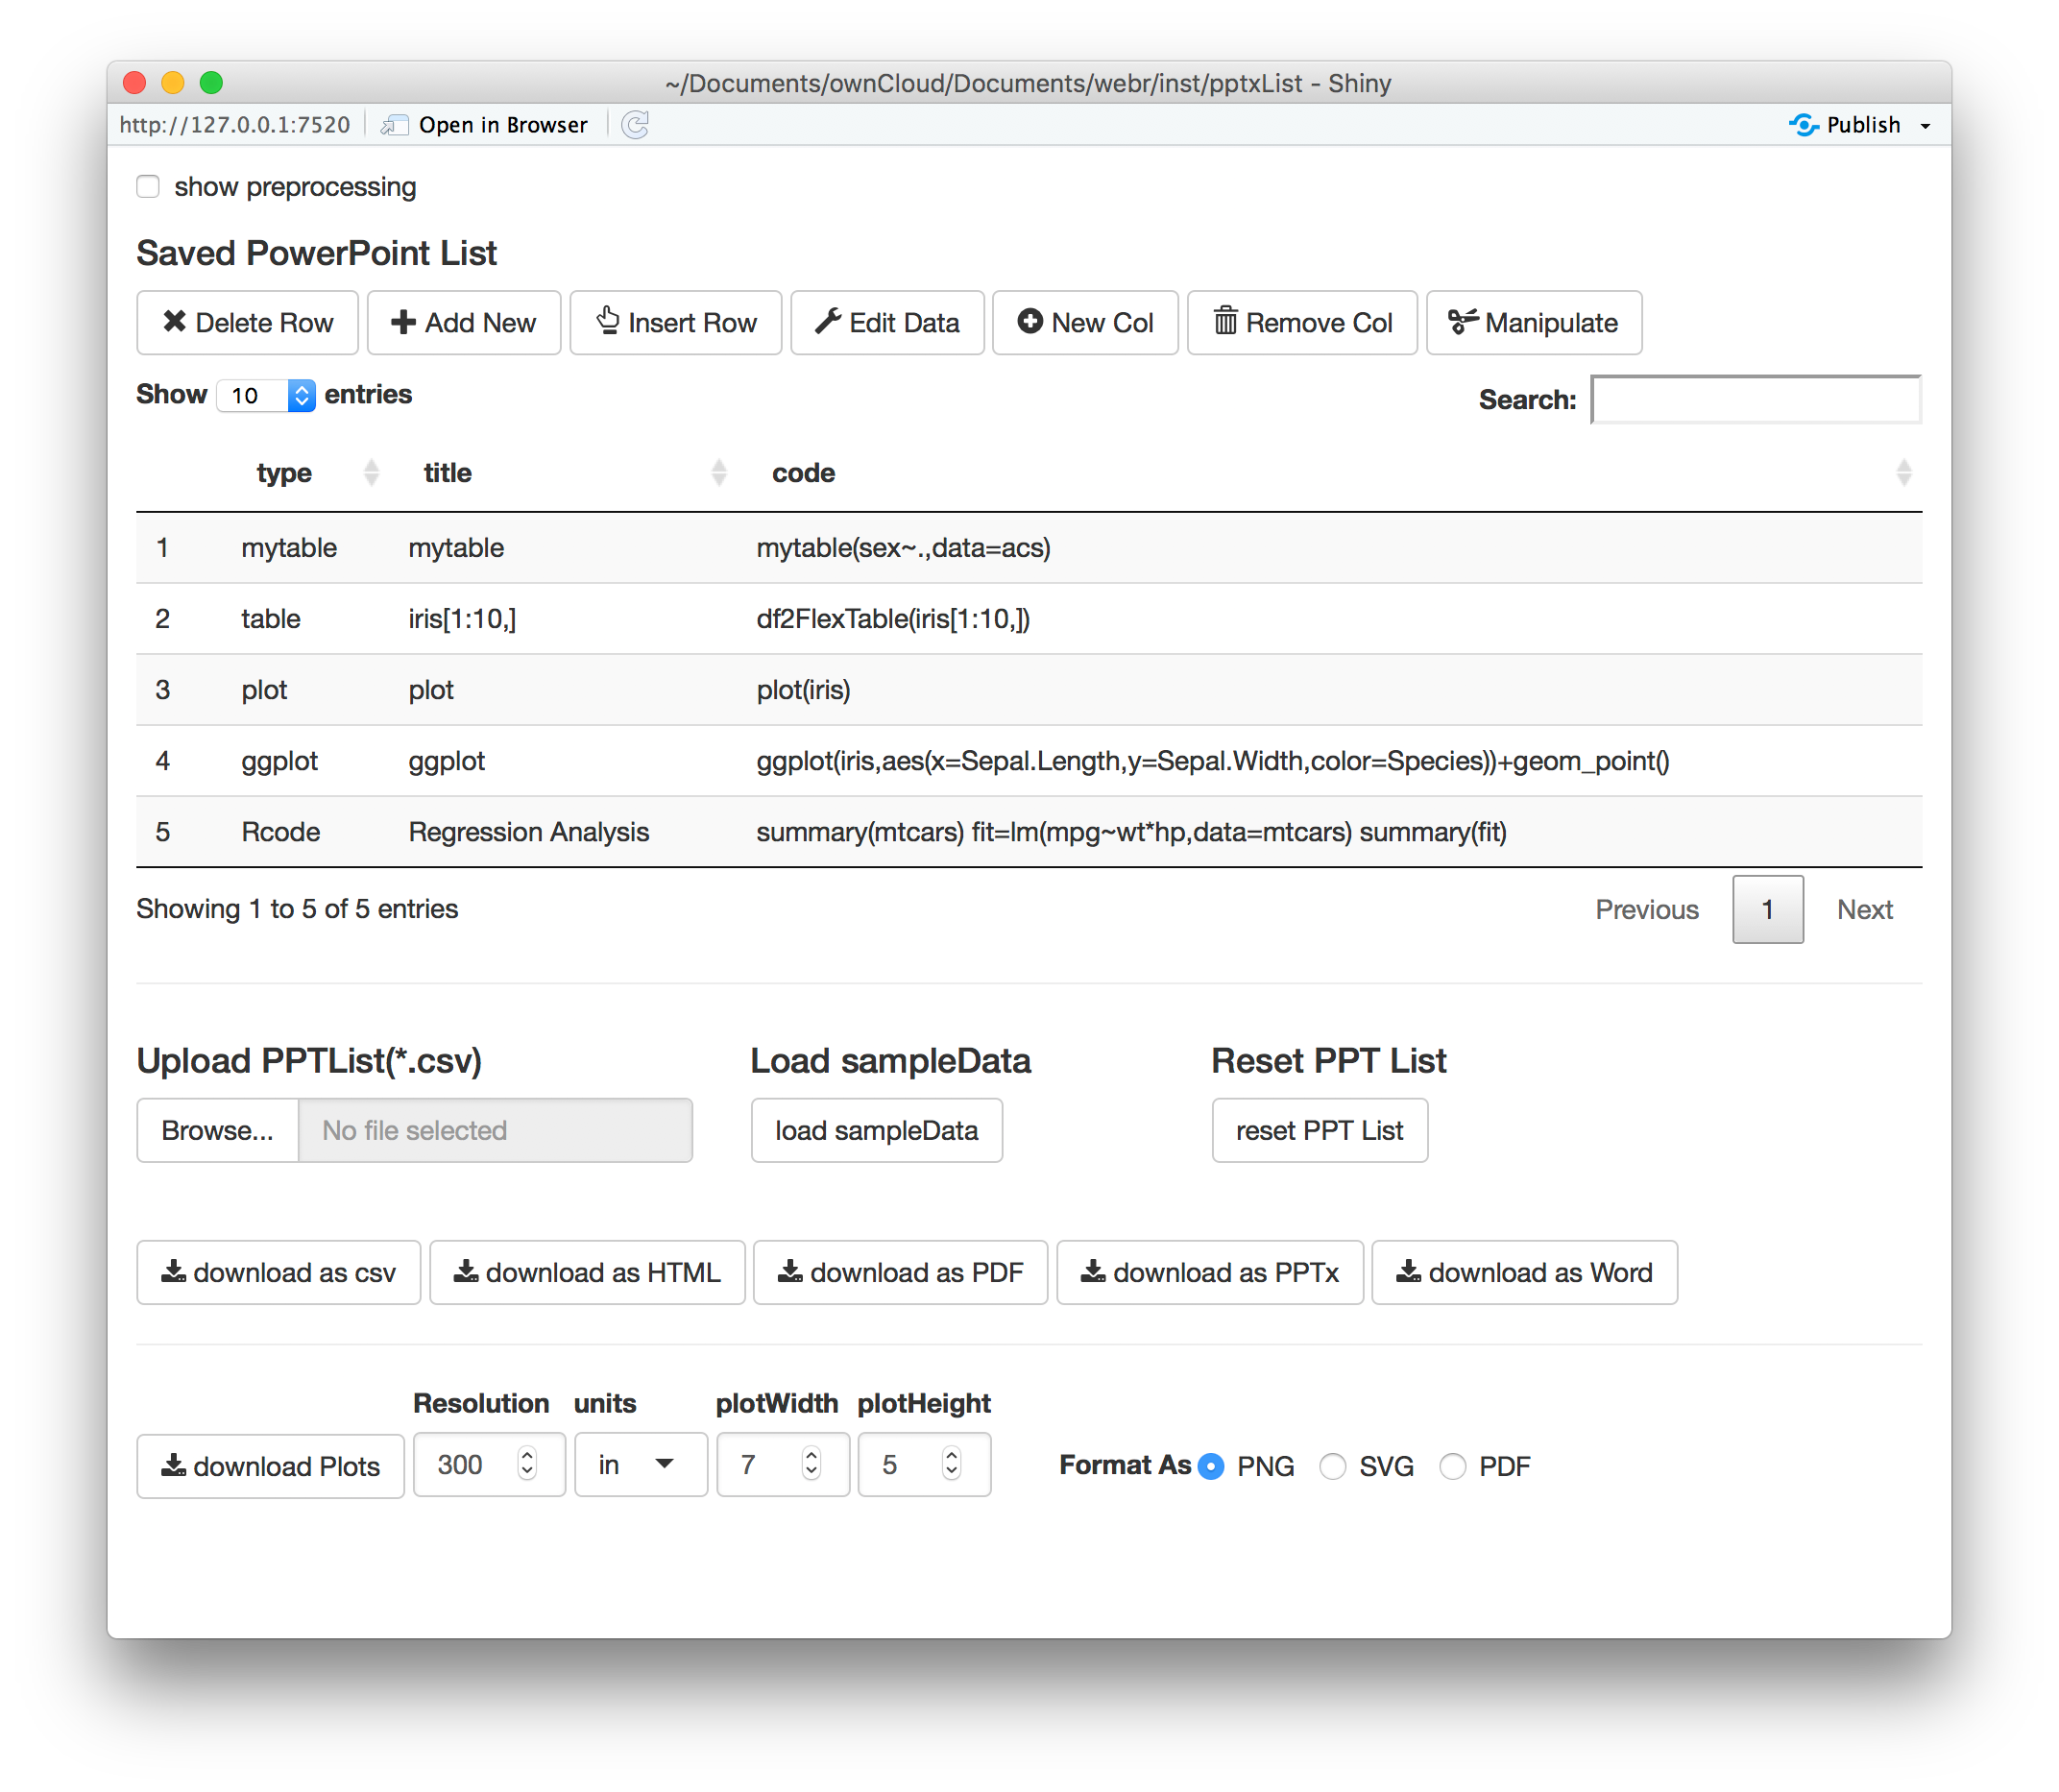 ~/Documents/ownCloud/Documents/webr/inst/pptxList - Shiny
http://127.0.0.1:7520 Open in Browser Publish
show preprocessing
Saved PowerPoint List
Delete Row Add New Insert Row Edit Data New Col Remove Col Manipulate
Show 10 entries Search:
type title code
1 mytable mytable mytable(sex~.,data=acs)
2 table iris[1:10,] df2FlexTable(iris[1:10,])
3 plot plot plot(iris)
4 ggplot ggplot ggplot(iris,aes(x=Sepal.Length,y=Sepal.Width,color=Species))+geom_point()
5 Rcode Regression Analysis summary(mtcars) fit=lm(mpg~wt*hp,data=mtcars) summary(fit)
Showing 1 to 5 of 5 entries Previous 1 Next
Upload PPTList(*.csv) Load sampleData Reset PPT List
Browse... No file selected load sampleData reset PPT List
download as csv download as HTML download as PDF download as PPTx download as Word
Resolution units plotWidth plotHeight
download Plots 300 in 7 5 Format As PNG SVG PDF